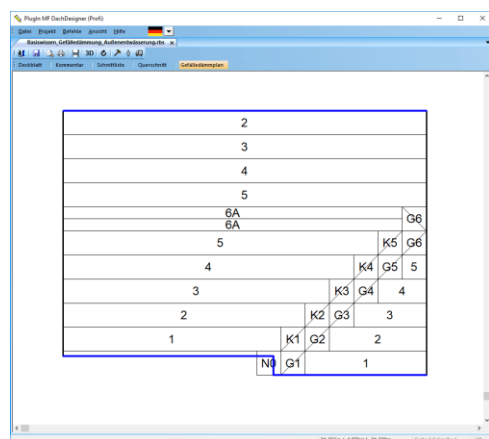 PlugIn MF DachDesigner (Profi)
Datei Projekt Befehle Ansicht Hilfe
Basiswissen_Gefälledämmung_Außenentwässerung.rbs x
3D
Deckblatt Kommentar Schnittliste Querschnitt Gefälledämmplan
2
3
4
5
6A
6A G6
5 K5 G6
4 K4 G5 5
3 K3 G4 4
2 K2 G3 3
1 K1 G2 2
N0 G1 1